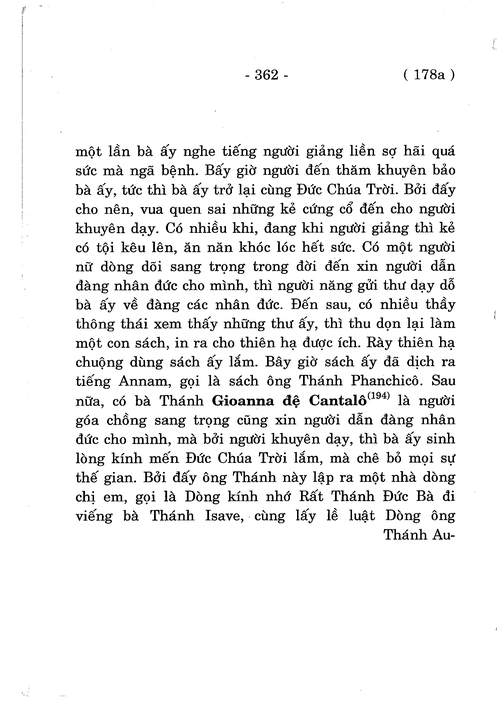 - 362 - ( 178a )
một lần bà ấy nghe tiếng người giảng liền sợ hãi quá
sức mà ngã bệnh. Bấy giờ người đến thăm khuyên bảo
bà ấy, tức thì bà ấy trở lại cùng Đức Chúa Trời. Bởi đấy
cho nên, vua quen sai những kẻ cứng cổ đến cho người
khuyên dạy. Có nhiều khi, đang khi người giảng thì kẻ
có tội kêu lên, ăn năn khóc lóc hết sức. Có một người
nữ dòng dõi sang trọng trong đời đến xin người dẫn
đàng nhân đức cho mình, thì người năng gửi thư dạy dỗ
bà ấy về đàng các nhân đức. Đến sau, có nhiều thầy
thông thái xem thấy những thư ấy, thì thu dọn lại làm
một con sách, in ra cho thiên hạ được ích. Rày thiên hạ
chuộng dùng sách ấy lắm. Bây giờ sách ấy đã dịch ra
tiếng Annam, gọi là sách ông Thánh Phanchicô. Sau
nữa, có bà Thánh Gioanna đệ Cantalô(194) là người
góa chồng sang trọng cũng xin người dẫn đàng nhân
đức cho mình, mà bởi người khuyên dạy, thì bà ấy sinh
lòng kính mến Đức Chúa Trời lắm, mà chê bỏ mọi sự
thế gian. Bởi đấy ông Thánh này lập ra một nhà dòng
chị em, gọi là Dòng kính nhớ Rất Thánh Đức Bà đi
viếng bà Thánh Isave, cùng lấy lề luật Dòng ông
Thánh Au-